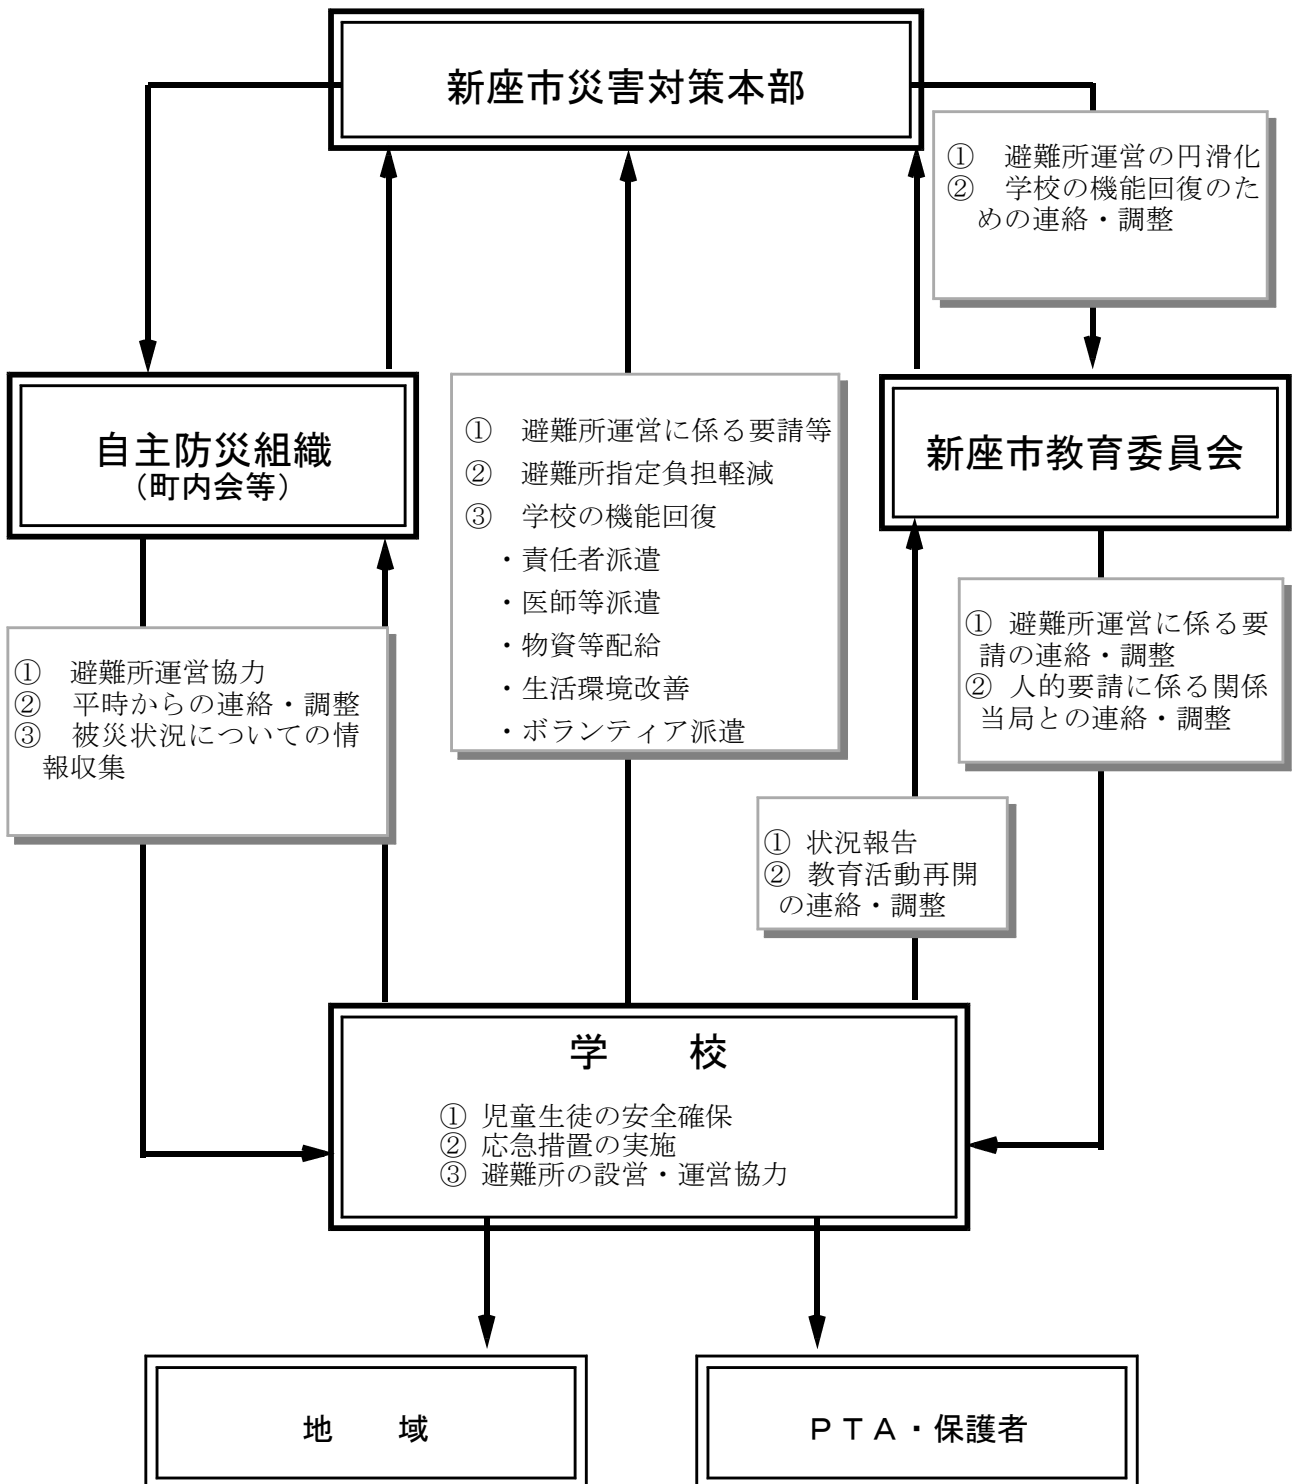 新座市災害対策本部
① 避難所運営の円滑化
② 学校の機能回復のた
めの連絡・調整
自主防災組織
（町内会等）
① 避難所運営に係る要請等
② 避難所指定負担軽減
③ 学校の機能回復
・責任者派遣
・医師等派遣
・物資等配給
・生活環境改善
・ボランティア派遣
新座市教育委員会
① 避難所運営協力
② 平時からの連絡・調整
③ 被災状況についての情
報収集
① 避難所運営に係る要
請の連絡・調整
② 人的要請に係る関係
当局との連絡・調整
① 状況報告
② 教育活動再開
の連絡・調整
学 校
① 児童生徒の安全確保
② 応急措置の実施
③ 避難所の設営・運営協力
地 域
ＰＴＡ・保護者